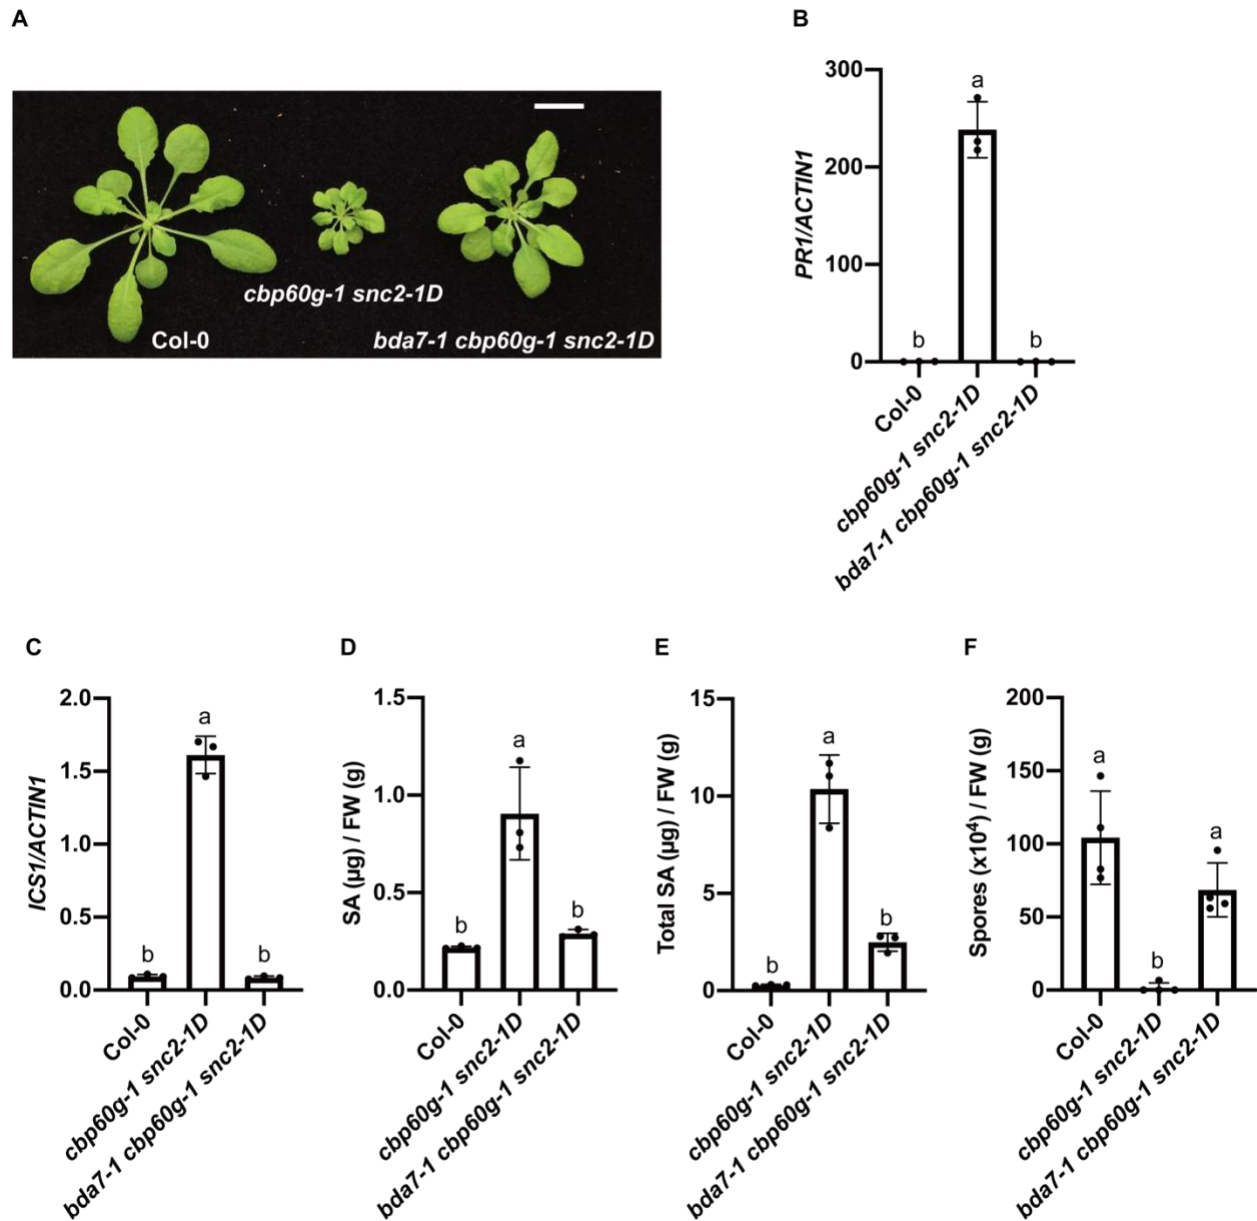 A
Col-0
cbp60g-1 snc2-1D
bda7-1 cbp60g-1 snc2-1D
B
PR1/ACTIN1
300
200
100
0
b
a
b
Col-0
cbp60g-1 snc2-1D
bda7-1 cbp60g-1 snc2-1D
C
ICS1/ACTIN1
2.0
1.5
1.0
0.5
0.0
b
a
b
Col-0
cbp60g-1 snc2-1D
bda7-1 cbp60g-1 snc2-1D
D
SA (µg) / FW (g)
1.5
1.0
0.5
0.0
b
a
b
Col-0
cbp60g-1 snc2-1D
bda7-1 cbp60g-1 snc2-1D
E
Total SA (µg) / FW (g)
15
10
5
0
b
a
b
Col-0
cbp60g-1 snc2-1D
bda7-1 cbp60g-1 snc2-1D
F
Spores (x10⁴) / FW (g)
200
150
100
50
0
a
b
a
Col-0
cbp60g-1 snc2-1D
bda7-1 cbp60g-1 snc2-1D